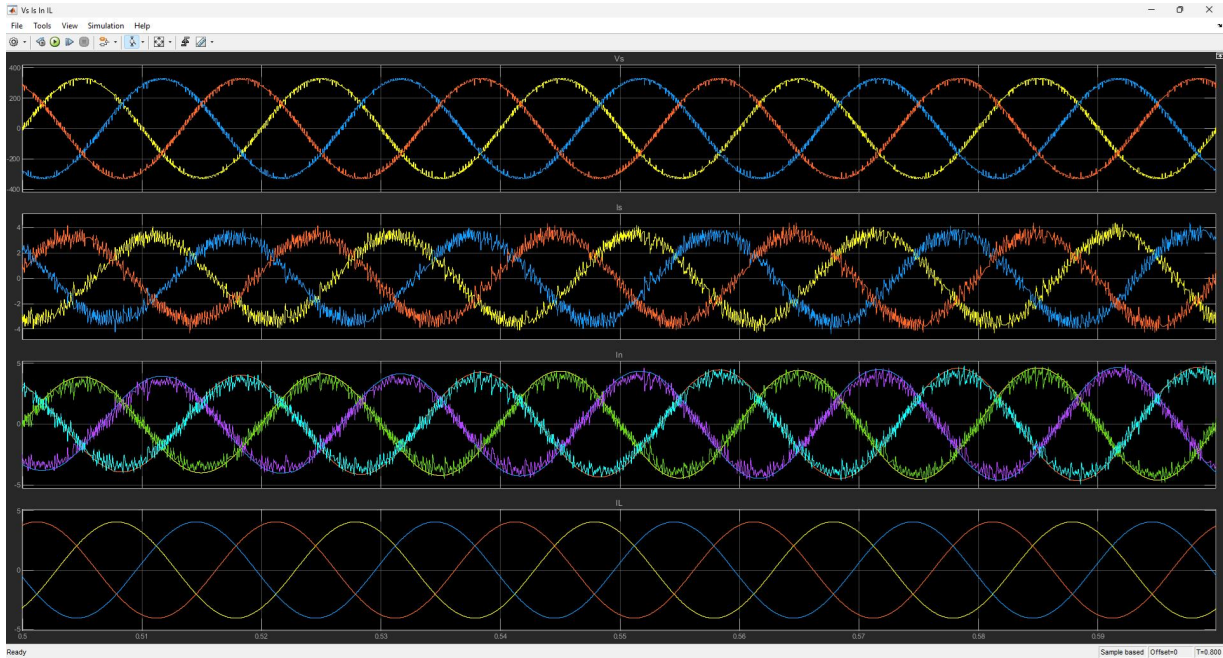 Vs Is In IL
File Tools View Simulation Help
Vs
400
200
0
-200
-400
Is
4
2
0
-2
-4
In
5
0
-5
IL
5
0
-5
0.5 0.51 0.52 0.53 0.54 0.55 0.56 0.57 0.58 0.59
Ready Sample based Offset=0 T=0.800